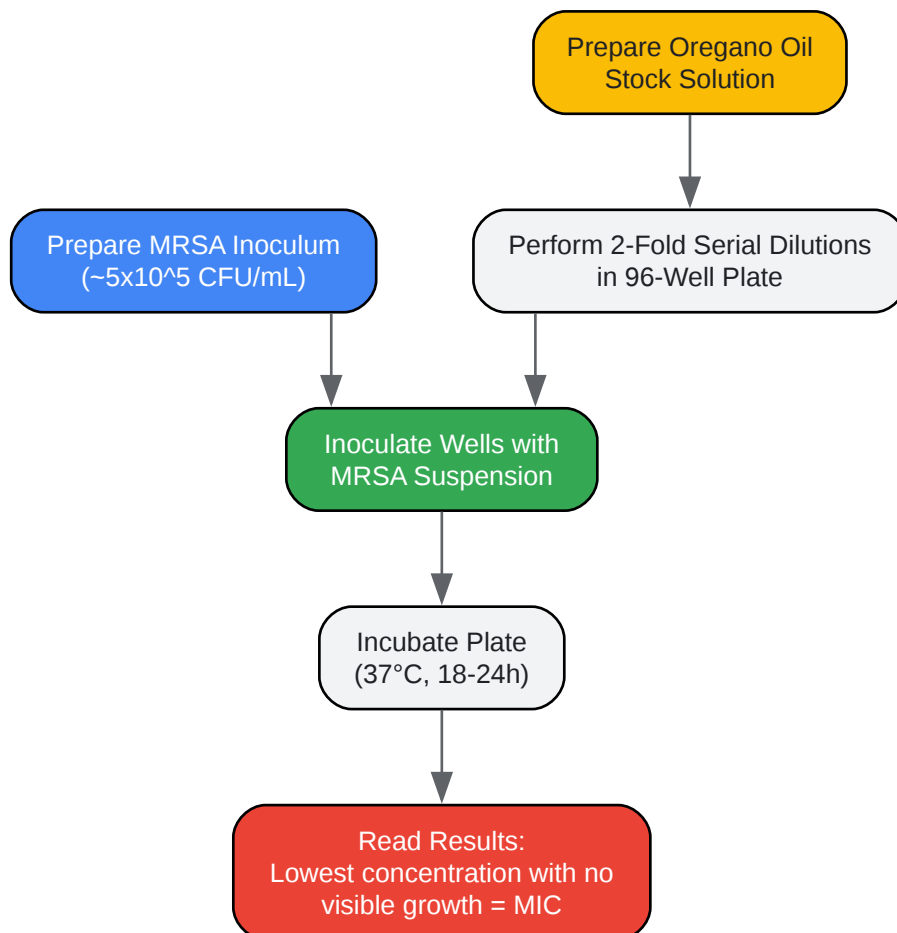 Prepare Oregano Oil
Stock Solution
Prepare MRSA Inoculum
(~5x10^5 CFU/mL)
Perform 2-Fold Serial Dilutions
in 96-Well Plate
Inoculate Wells with
MRSA Suspension
Incubate Plate
(37°C, 18-24h)
Read Results:
Lowest concentration with no
visible growth = MIC